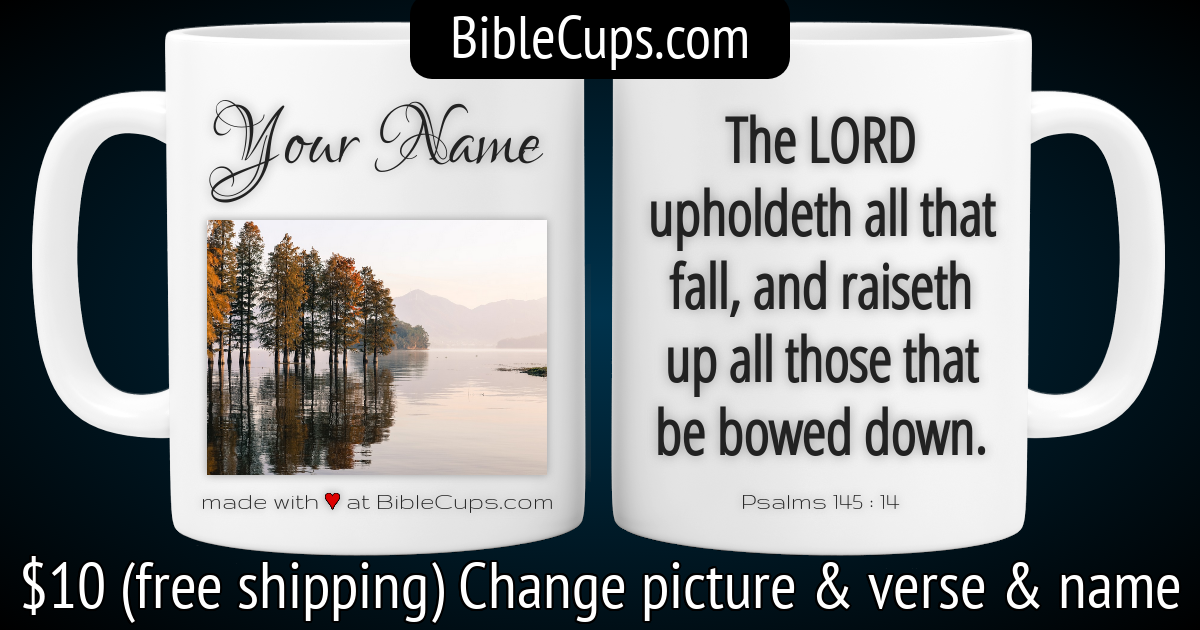 BibleCups.com
Your Name
made with ♥ at BibleCups.com
The LORD
upholdeth all that
fall, and raiseth
up all those that
be bowed down.
Psalms 145 : 14
$10 (free shipping) Change picture & verse & name